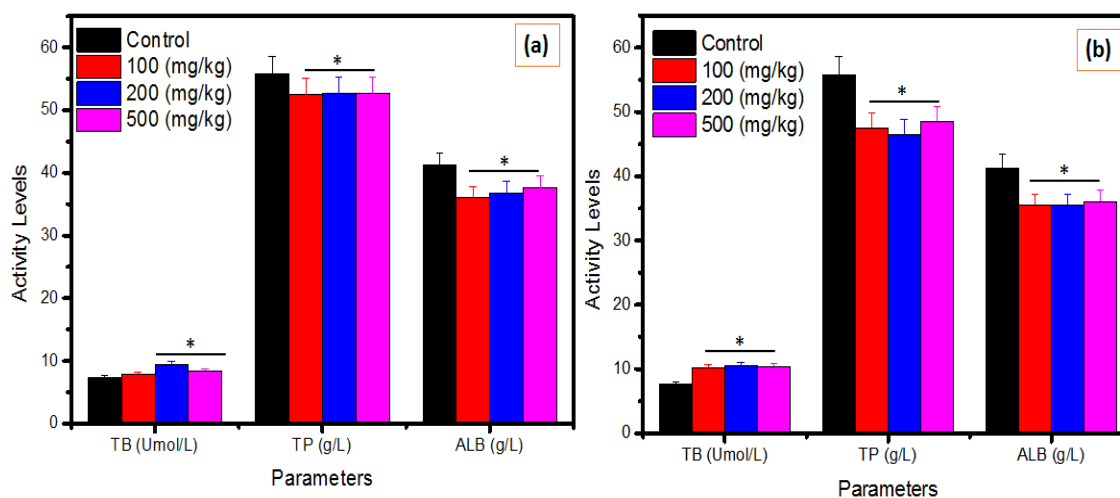 (a)
Control
100 (mg/kg)
200 (mg/kg)
500 (mg/kg)
*
*
*
60
50
40
30
20
10
0
Activity Levels
TB (Umol/L) TP (g/L) ALB (g/L)
Parameters
(b)
Control
100 (mg/kg)
200 (mg/kg)
500 (mg/kg)
*
*
*
60
50
40
30
20
10
0
Activity Levels
TB (Umol/L) TP (g/L) ALB (g/L)
Parameters